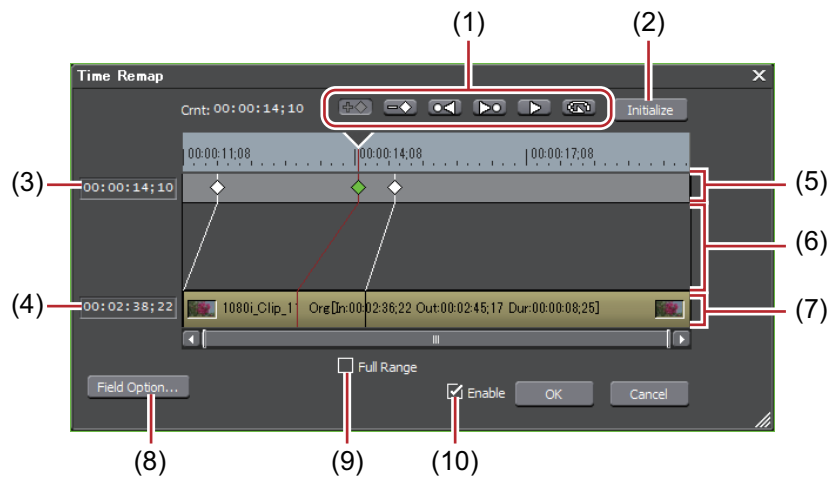 (1)
(2)
Time Remap
X
Crnt: 00:00:14;10
Initialize
00:00:11;08
00:00:14;08
00:00:17;08
(3)
00:00:14;10
(5)
(6)
(4)
00:02:38;22
1080i_Clip_1 Org[In:00:02:36;22 Out:00:02:45;17 Dur:00:00:08;25]
(7)
Full Range
Field Option...
Enable
OK
Cancel
(8)
(9)
(10)